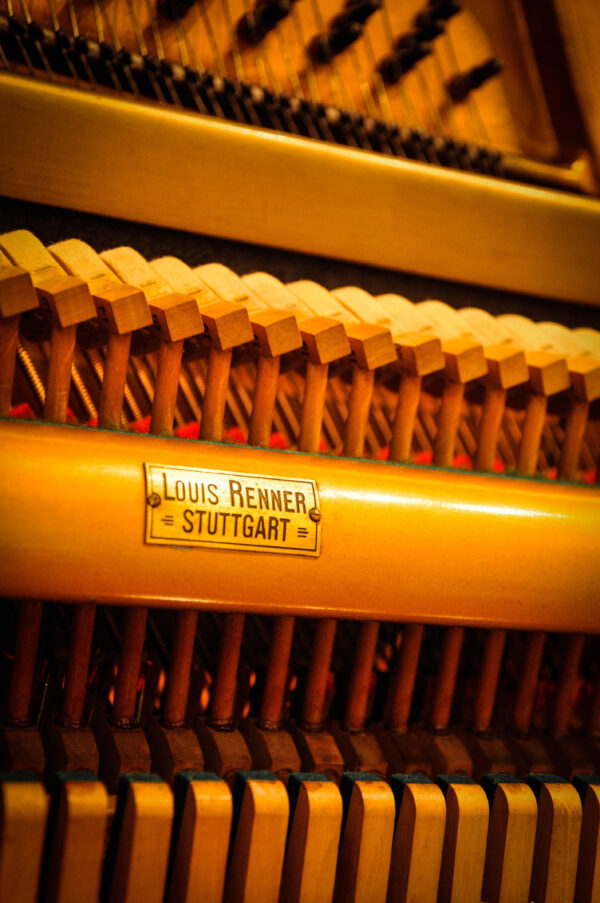 LOUIS RENNER
= STUTTGART =